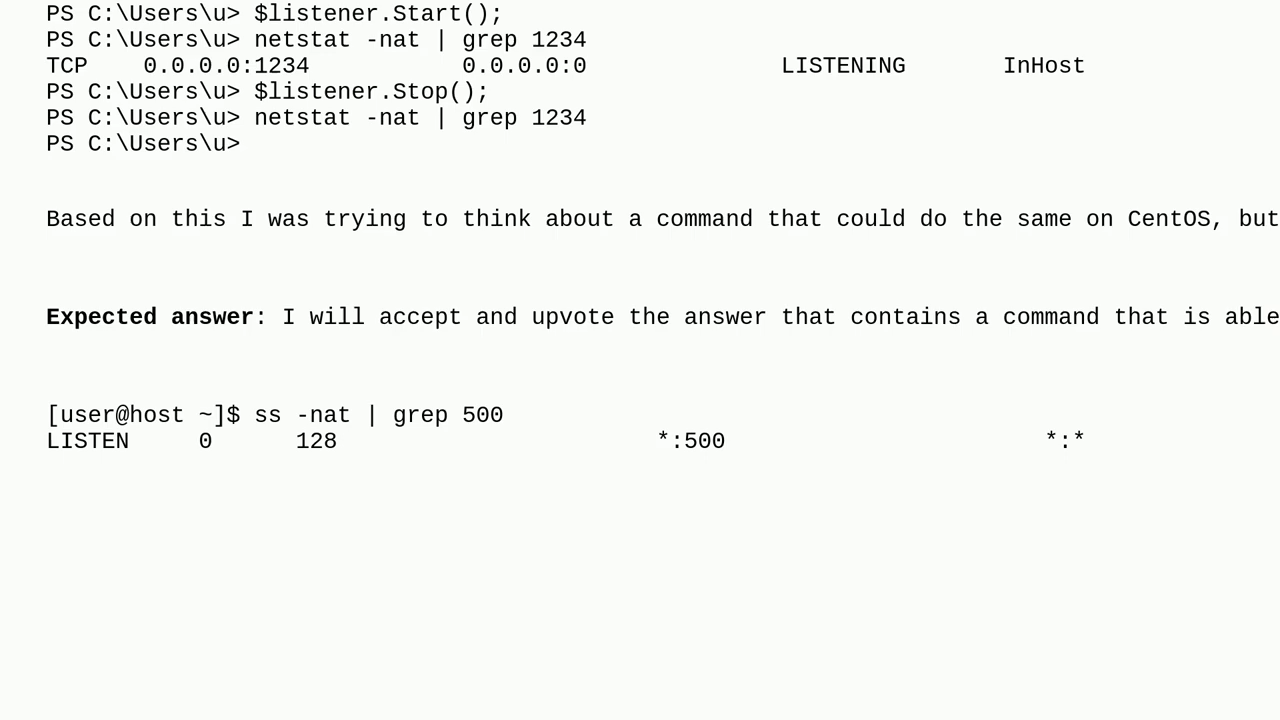 PS C:\Users\u> $listener.Start();
PS C:\Users\u> netstat -nat | grep 1234
TCP    0.0.0.0:1234           0.0.0.0:0              LISTENING       InHost
PS C:\Users\u> $listener.Stop();
PS C:\Users\u> netstat -nat | grep 1234
PS C:\Users\u>
Based on this I was trying to think about a command that could do the same on CentOS, but
Expected answer: I will accept and upvote the answer that contains a command that is able
[user@host ~]$ ss -nat | grep 500
LISTEN     0      128                       *:500                       *:*